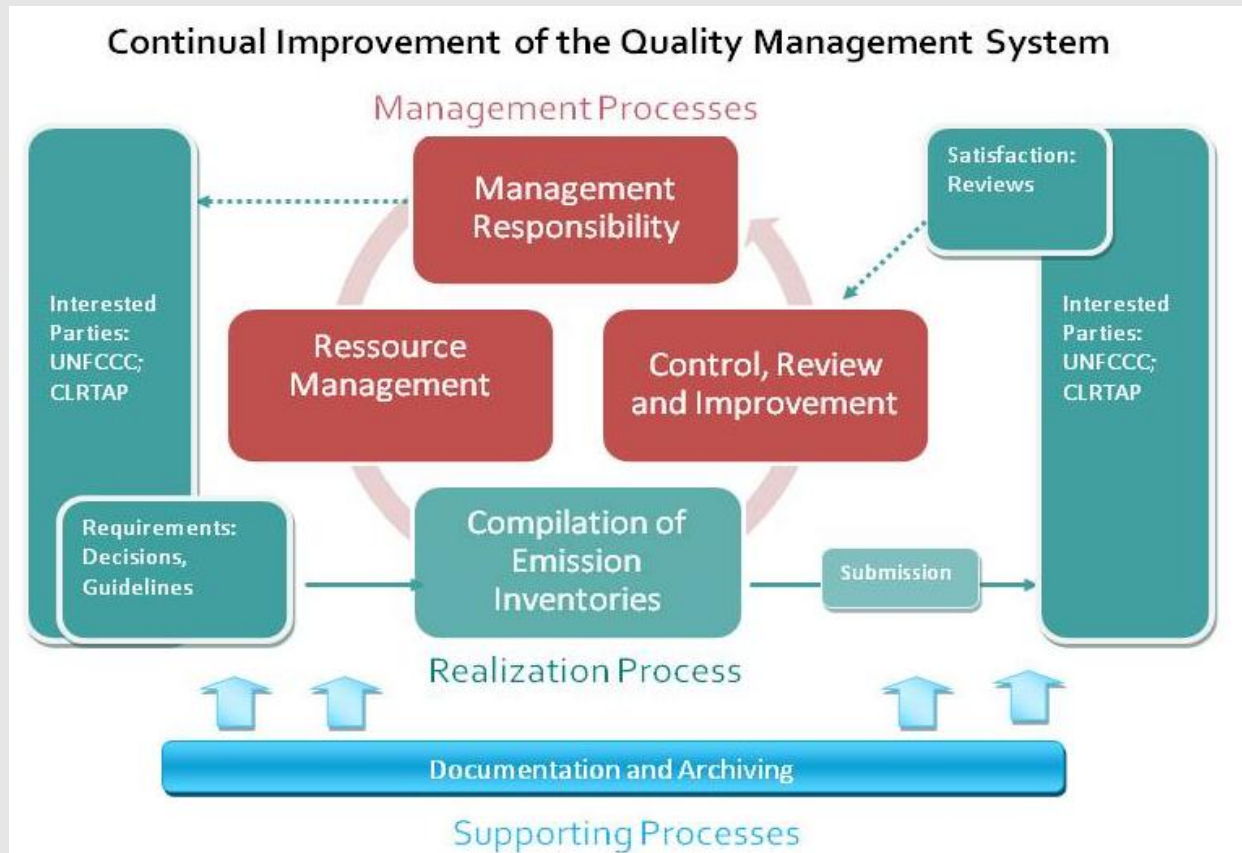 Continual Improvement of the Quality Management System
Management Processes
Interested
Parties:
UNFCCC;
CLRTAP
Requirements:
Decisions,
Guidelines
Management
Responsibility
Ressource
Management
Control, Review
and Improvement
Compilation of
Emission
Inventories
Realization Process
Submission
Satisfaction:
Reviews
Interested
Parties:
UNFCCC;
CLRTAP
Documentation and Archiving
Supporting Processes